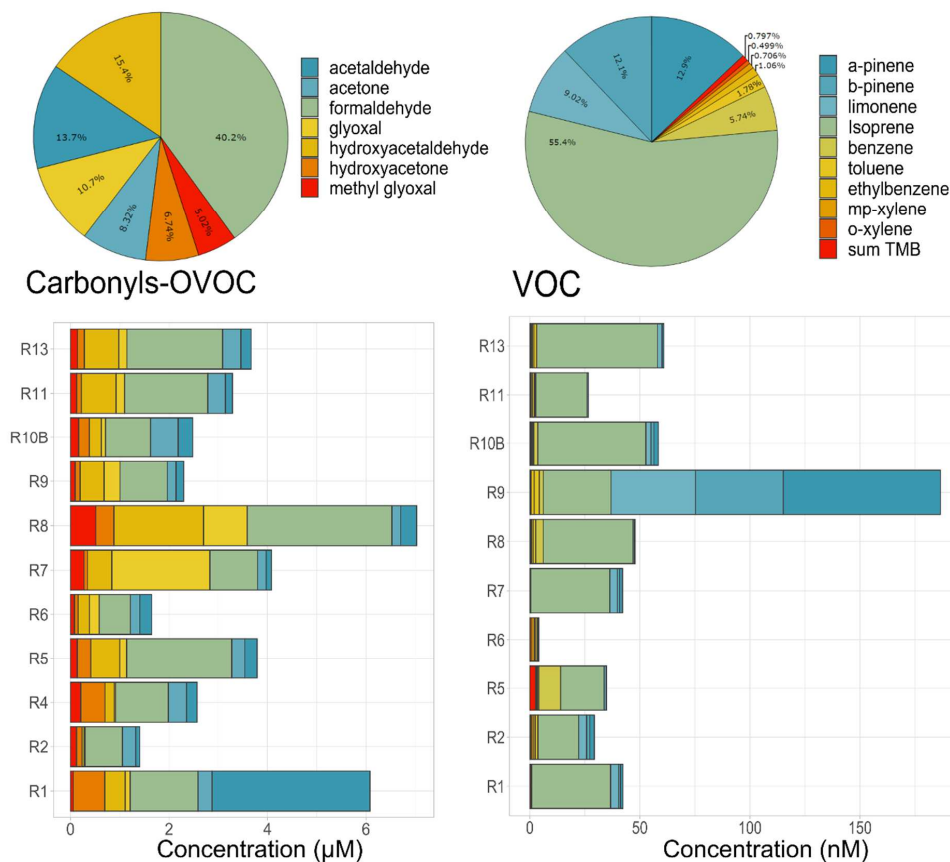 15.4%
40.2%
13.7%
10.7%
8.32%
6.74%
5.02%
acetaldehyde
acetone
formaldehyde
glyoxal
hydroxyacetaldehyde
hydroxyacetone
methyl glyoxal
Carbonyls-OVOC
0.797%
0.499%
0.706%
1.06%
12.1%
12.9%
1.78%
9.02%
5.74%
55.4%
a-pinene
b-pinene
limonene
Isoprene
benzene
toluene
ethylbenzene
mp-xylene
o-xylene
sum TMB
VOC
R13
R11
R10B
R9
R8
R7
R6
R5
R4
R2
R1
0 2 4 6
Concentration (µM)
R13
R11
R10B
R9
R8
R7
R6
R5
R2
R1
0 50 100 150
Concentration (nM)